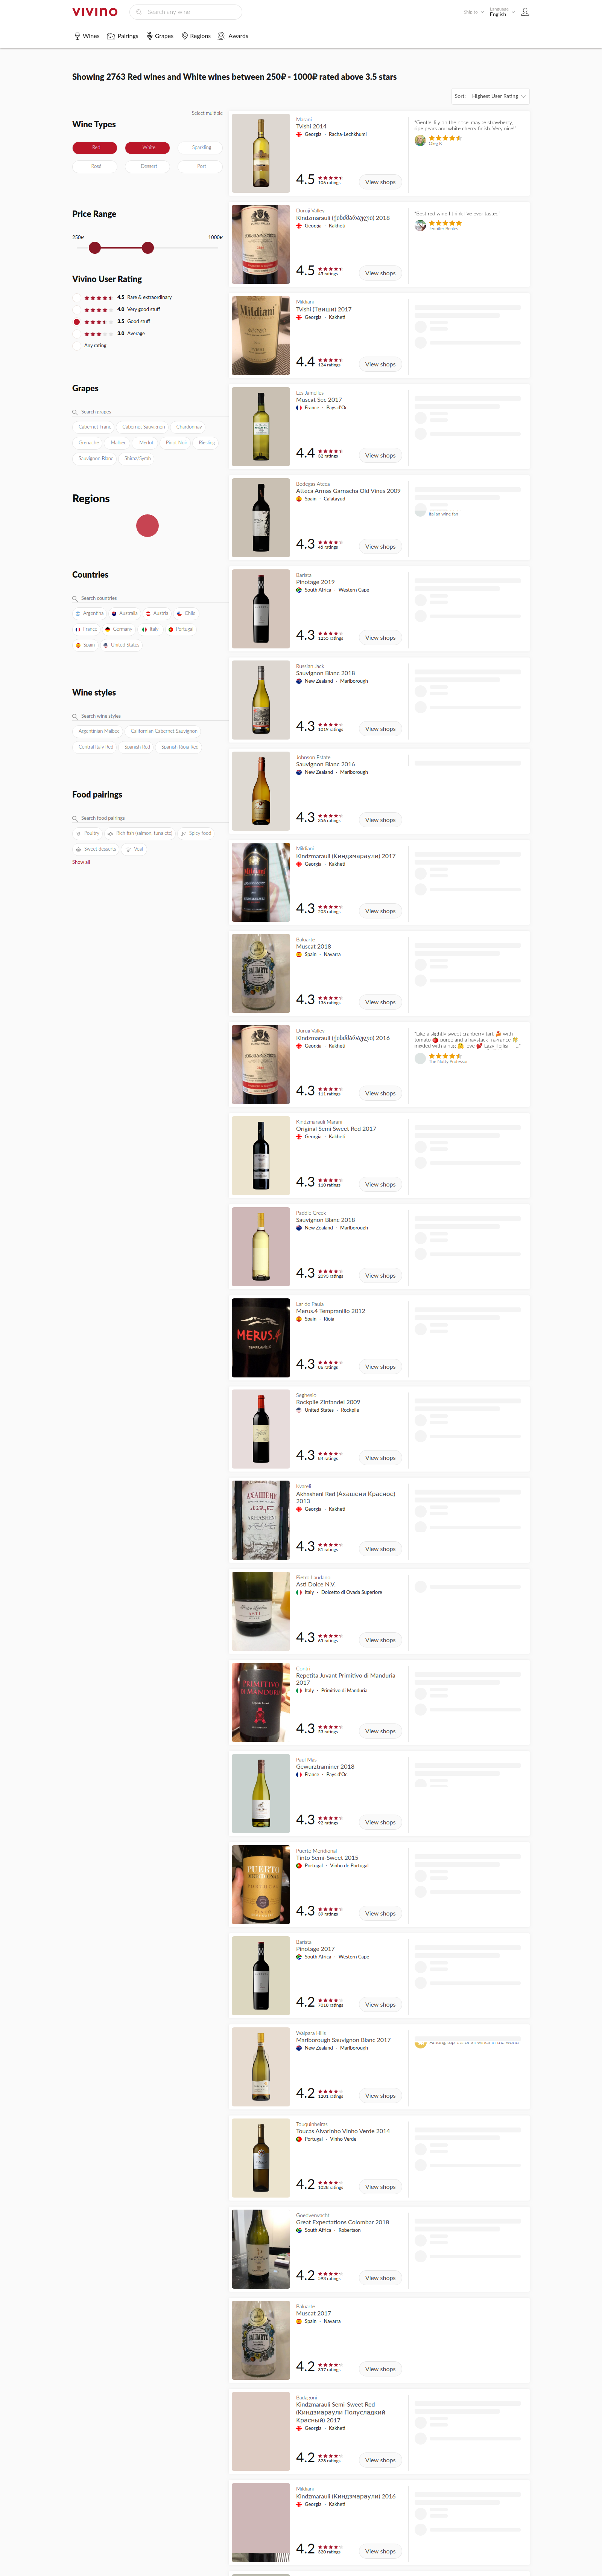 VIVINO
Search any wine
Ship to
Language
English
Wines
Pairings
Grapes
Regions
Awards
Showing 2763 Red wines and White wines between 250₽ - 1000₽ rated above 3.5 stars
Sort: Highest User Rating
Select multiple
Wine Types
Red
White
Sparkling
Rosé
Dessert
Port
Price Range
250₽
1000₽
Vivino User Rating
4.5 Rare & extraordinary
4.0 Very good stuff
3.5 Good stuff
3.0 Average
Any rating
Grapes
Search grapes
Cabernet Franc
Cabernet Sauvignon
Chardonnay
Grenache
Malbec
Merlot
Pinot Noir
Riesling
Sauvignon Blanc
Shiraz/Syrah
Regions
Countries
Search countries
Argentina
Australia
Austria
Chile
France
Germany
Italy
Portugal
Spain
United States
Wine styles
Search wine styles
Argentinian Malbec
Californian Cabernet Sauvignon
Central Italy Red
Spanish Red
Spanish Rioja Red
Food pairings
Search food pairings
Poultry
Rich fish (salmon, tuna etc)
Spicy food
Sweet desserts
Veal
Show all
Marani
Tvishi 2014
Georgia · Racha-Lechkhumi
4.5
106 ratings
View shops
"Gentle, lily on the nose, maybe strawberry,
ripe pears and white cherry finish. Very nice!"
Oleg K
Duruji Valley
Kindzmarauli (ქინძმარაული) 2018
Georgia · Kakheti
4.5
45 ratings
View shops
"Best red wine I think I've ever tasted"
Mildiani
Tvishi (Твиши) 2017
Georgia · Kakheti
4.4
124 ratings
View shops
Les Jamelles
Muscat Sec 2017
France · Pays d'Oc
4.4
32 ratings
View shops
Bodegas Ateca
Atteca Armas Garnacha Old Vines 2009
Spain · Calatayud
4.3
45 ratings
View shops
Italian wine fan
Barista
Pinotage 2019
South Africa · Western Cape
4.3
1255 ratings
View shops
Russian Jack
Sauvignon Blanc 2018
New Zealand · Marlborough
4.3
1019 ratings
View shops
Johnson Estate
Sauvignon Blanc 2016
New Zealand · Marlborough
4.3
356 ratings
View shops
Mildiani
Kindzmarauli (Киндзмараули) 2017
Georgia · Kakheti
4.3
203 ratings
View shops
Baluarte
Muscat 2018
Spain · Navarra
4.3
136 ratings
View shops
Duruji Valley
Kindzmarauli (ქინძმარაული) 2016
Georgia · Kakheti
4.3
111 ratings
View shops
"Like a slightly sweet cranberry tart 🍰 with
tomato 🍅 purée and a haystack fragrance
Kindzmarauli Marani
Original Semi Sweet Red 2017
Georgia · Kakheti
4.3
110 ratings
View shops
Paddle Creek
Sauvignon Blanc 2018
New Zealand · Marlborough
4.3
2093 ratings
View shops
MERUS.4
TEMPRANILLO
Lar de Paula
Merus.4 Tempranillo 2012
Spain · Rioja
4.3
86 ratings
View shops
Seghesio
Rockpile Zinfandel 2009
United States · Rockpile
4.3
84 ratings
View shops
АХАШЕНИ
AKHASHENI
Kvareli
Akhasheni Red (Ахашени Красное)
2013
Georgia · Kakheti
4.3
81 ratings
View shops
ASTI
Pietro Laudano
Asti Dolce N.V.
Italy · Dolcetto di Ovada Superiore
4.3
65 ratings
View shops
PRIMITIVO
DI MANDURIA
Contri
Repetita Juvant Primitivo di Manduria
2017
Italy · Primitivo di Manduria
4.3
53 ratings
View shops
Paul Mas
Gewurztraminer 2018
France · Pays d'Oc
4.3
92 ratings
View shops
PUERTO
MERIDIONAL
PORTUGAL
Puerto Meridional
Tinto Semi-Sweet 2015
Portugal · Vinho de Portugal
4.3
39 ratings
View shops
Barista
Pinotage 2017
South Africa · Western Cape
4.2
7018 ratings
View shops
Waipara Hills
Marlborough Sauvignon Blanc 2017
New Zealand · Marlborough
4.2
1201 ratings
View shops
Touquinheiras
Toucas Alvarinho Vinho Verde 2014
Portugal · Vinho Verde
4.2
1028 ratings
View shops
Goedverwacht
Great Expectations Colombar 2018
South Africa · Robertson
4.2
593 ratings
View shops
BALUARTE
Baluarte
Muscat 2017
Spain · Navarra
4.2
357 ratings
View shops
Badagoni
Kindzmarauli Semi-Sweet Red
(Киндзмараули Полусладкий
Красный) 2017
Georgia · Kakheti
4.2
328 ratings
View shops
Mildiani
Kindzmarauli (Киндзмараули) 2016
Georgia · Kakheti
4.2
320 ratings
View shops